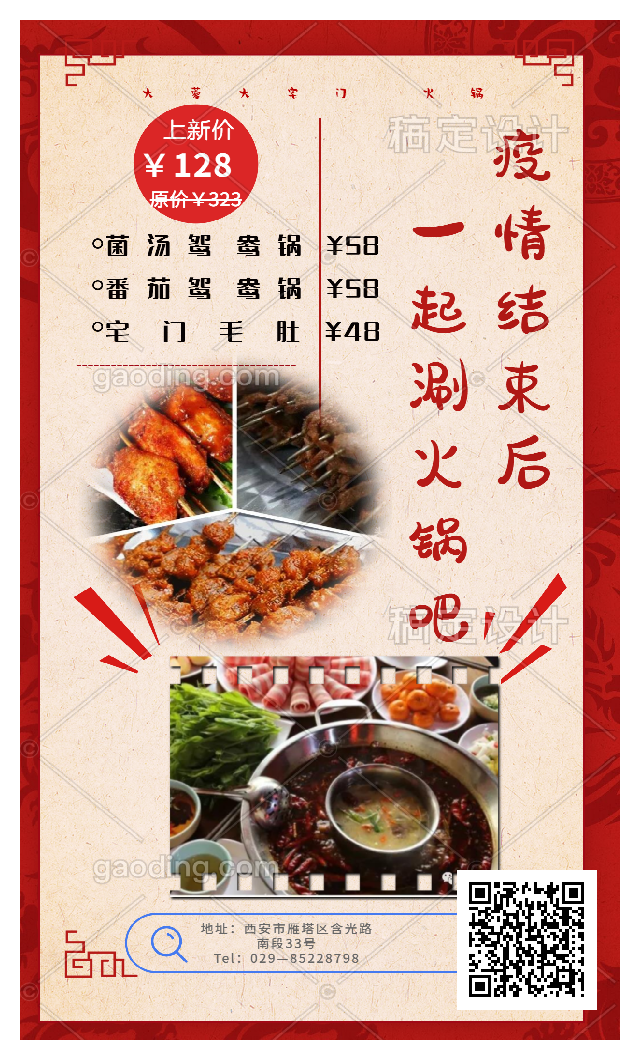 大蓉大宅门 火锅
上新价
￥128
原价￥323
菌汤鸳鸯锅 ¥58
番茄鸳鸯锅 ¥58
宅门毛肚 ¥48
疫情结束后
一起涮火锅吧
稿定设计
gaoding.com
稿定设计
gaoding.com
地址：西安市雁塔区含光路
南段33号
Tel：029—85228798